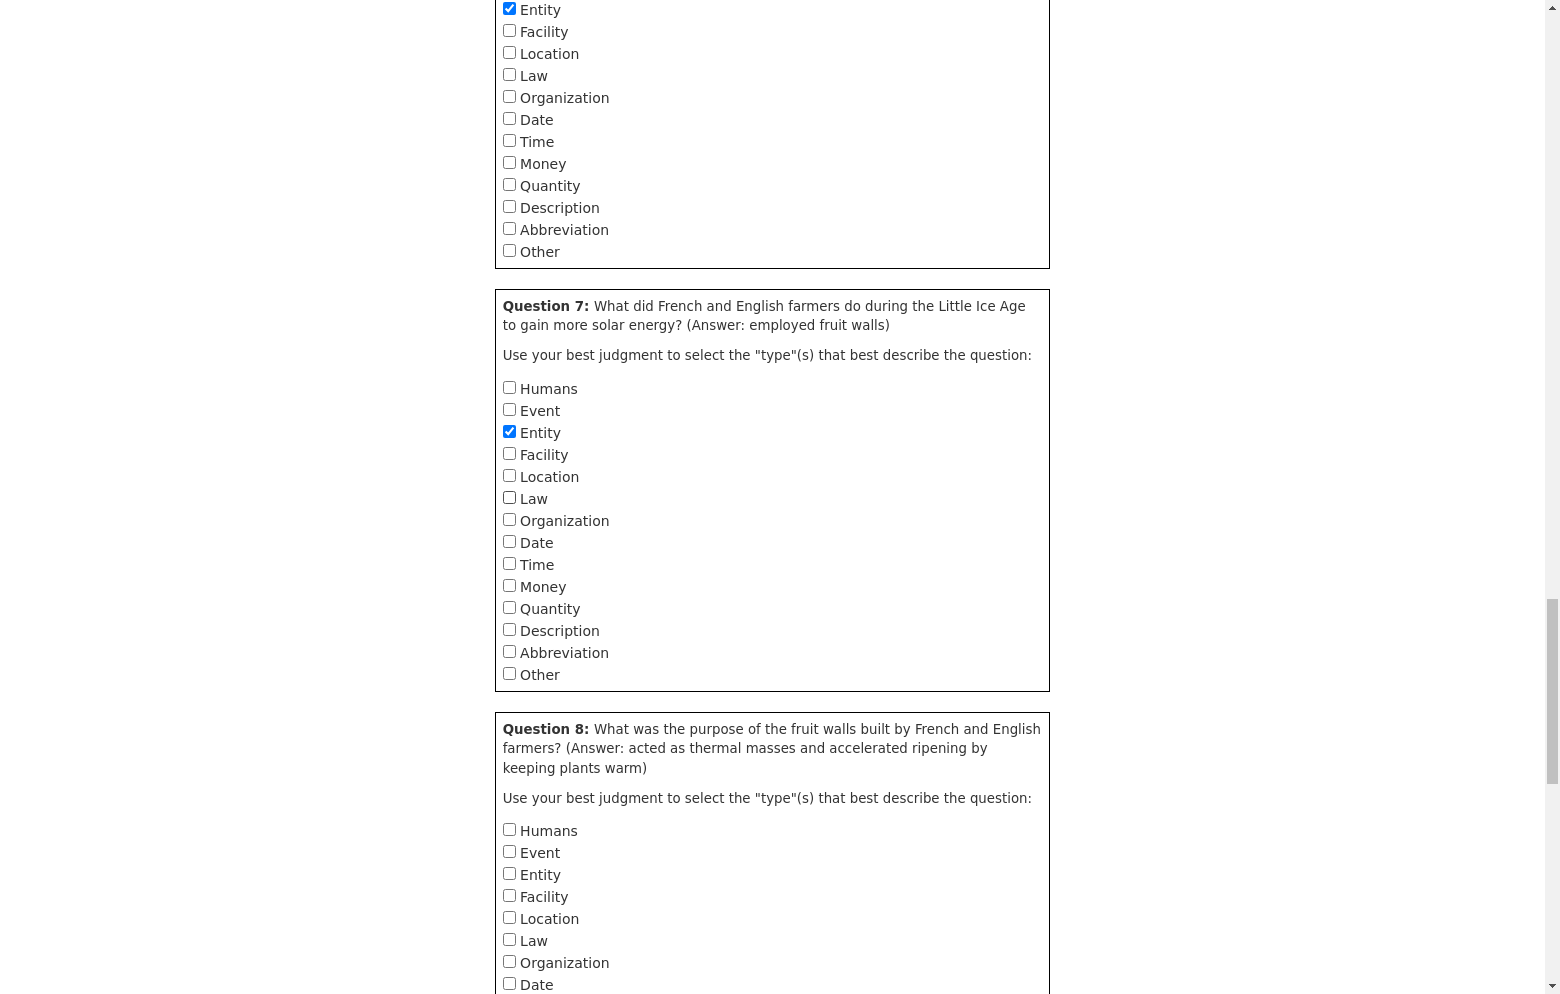 Entity
Facility
Location
Law
Organization
Date
Time
Money
Quantity
Description
Abbreviation
Other
Question 7: What did French and English farmers do during the Little Ice Age
to gain more solar energy? (Answer: employed fruit walls)
Use your best judgment to select the "type"(s) that best describe the question:
Humans
Event
Entity
Facility
Location
Law
Organization
Date
Time
Money
Quantity
Description
Abbreviation
Other
Question 8: What was the purpose of the fruit walls built by French and English
farmers? (Answer: acted as thermal masses and accelerated ripening by
keeping plants warm)
Use your best judgment to select the "type"(s) that best describe the question:
Humans
Event
Entity
Facility
Location
Law
Organization
Date